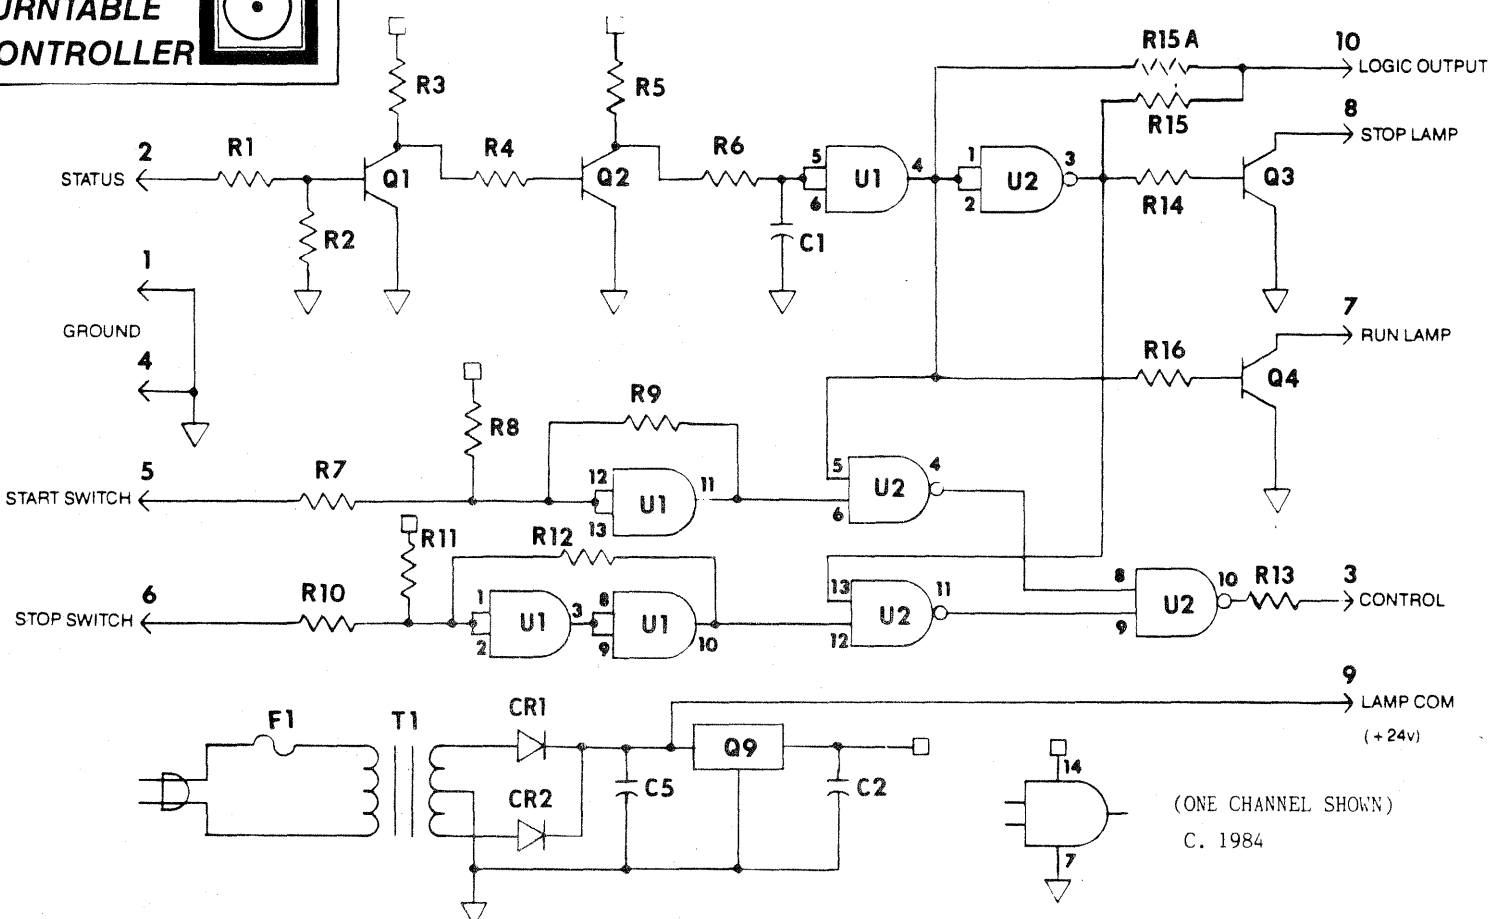 URNTABLE
ONTROLLER
R3
R5
R15A
10
LOGIC OUTPUT
R15
8
STOP LAMP
2
STATUS
R1
Q1
R4
Q2
R6
5
6
U1
4
1
2
U2
3
R14
Q3
R2
C1
1
GROUND
4
7
RUN LAMP
R16
Q4
R8
R9
5
START SWITCH
R7
12
13
U1
11
5
6
U2
4
R11
R12
6
STOP SWITCH
R10
1
2
U1
3
8
9
U1
10
13
12
U2
11
8
9
U2
10
R13
3
CONTROL
9
LAMP COM
(+24v)
F1
T1
CR1
CR2
C5
Q9
C2
14
7
(ONE CHANNEL SHOWN)
C. 1984